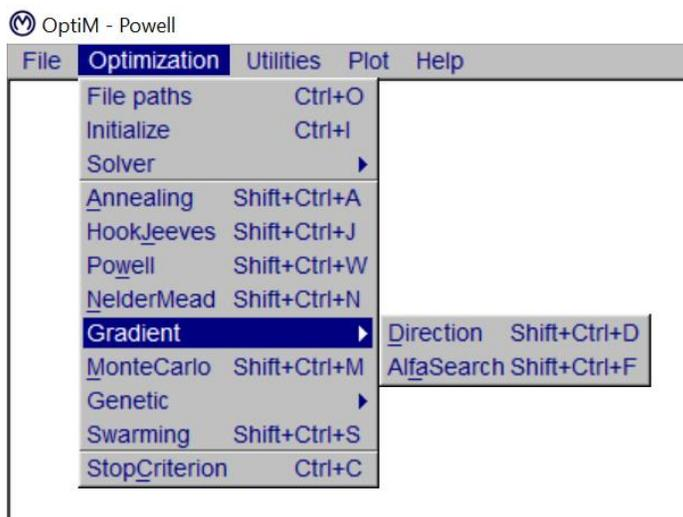 OptiM - Powell
File Optimization Utilities Plot Help
File paths Ctrl+O
Initialize Ctrl+I
Solver
Annealing Shift+Ctrl+A
HookJeeves Shift+Ctrl+J
Powell Shift+Ctrl+W
NelderMead Shift+Ctrl+N
Gradient
Direction Shift+Ctrl+D
MonteCarlo Shift+Ctrl+M
AlfaSearch Shift+Ctrl+F
Genetic
Swarming Shift+Ctrl+S
StopCriterion Ctrl+C